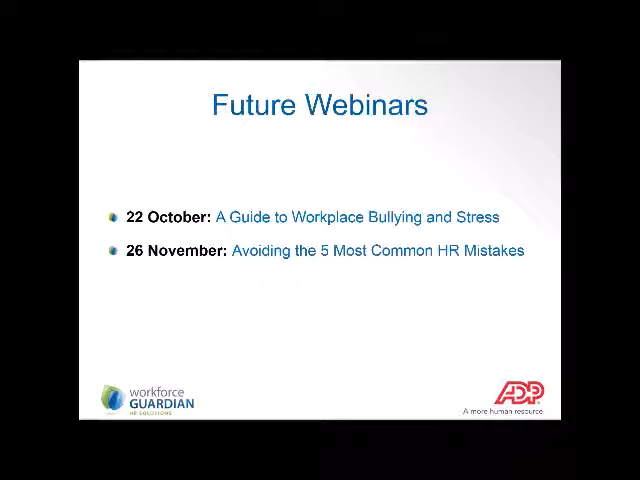 Future Webinars
22 October: A Guide to Workplace Bullying and Stress
26 November: Avoiding the 5 Most Common HR Mistakes
workforce
GUARDIAN
HR SOLUTIONS
ADP
A more human resource.